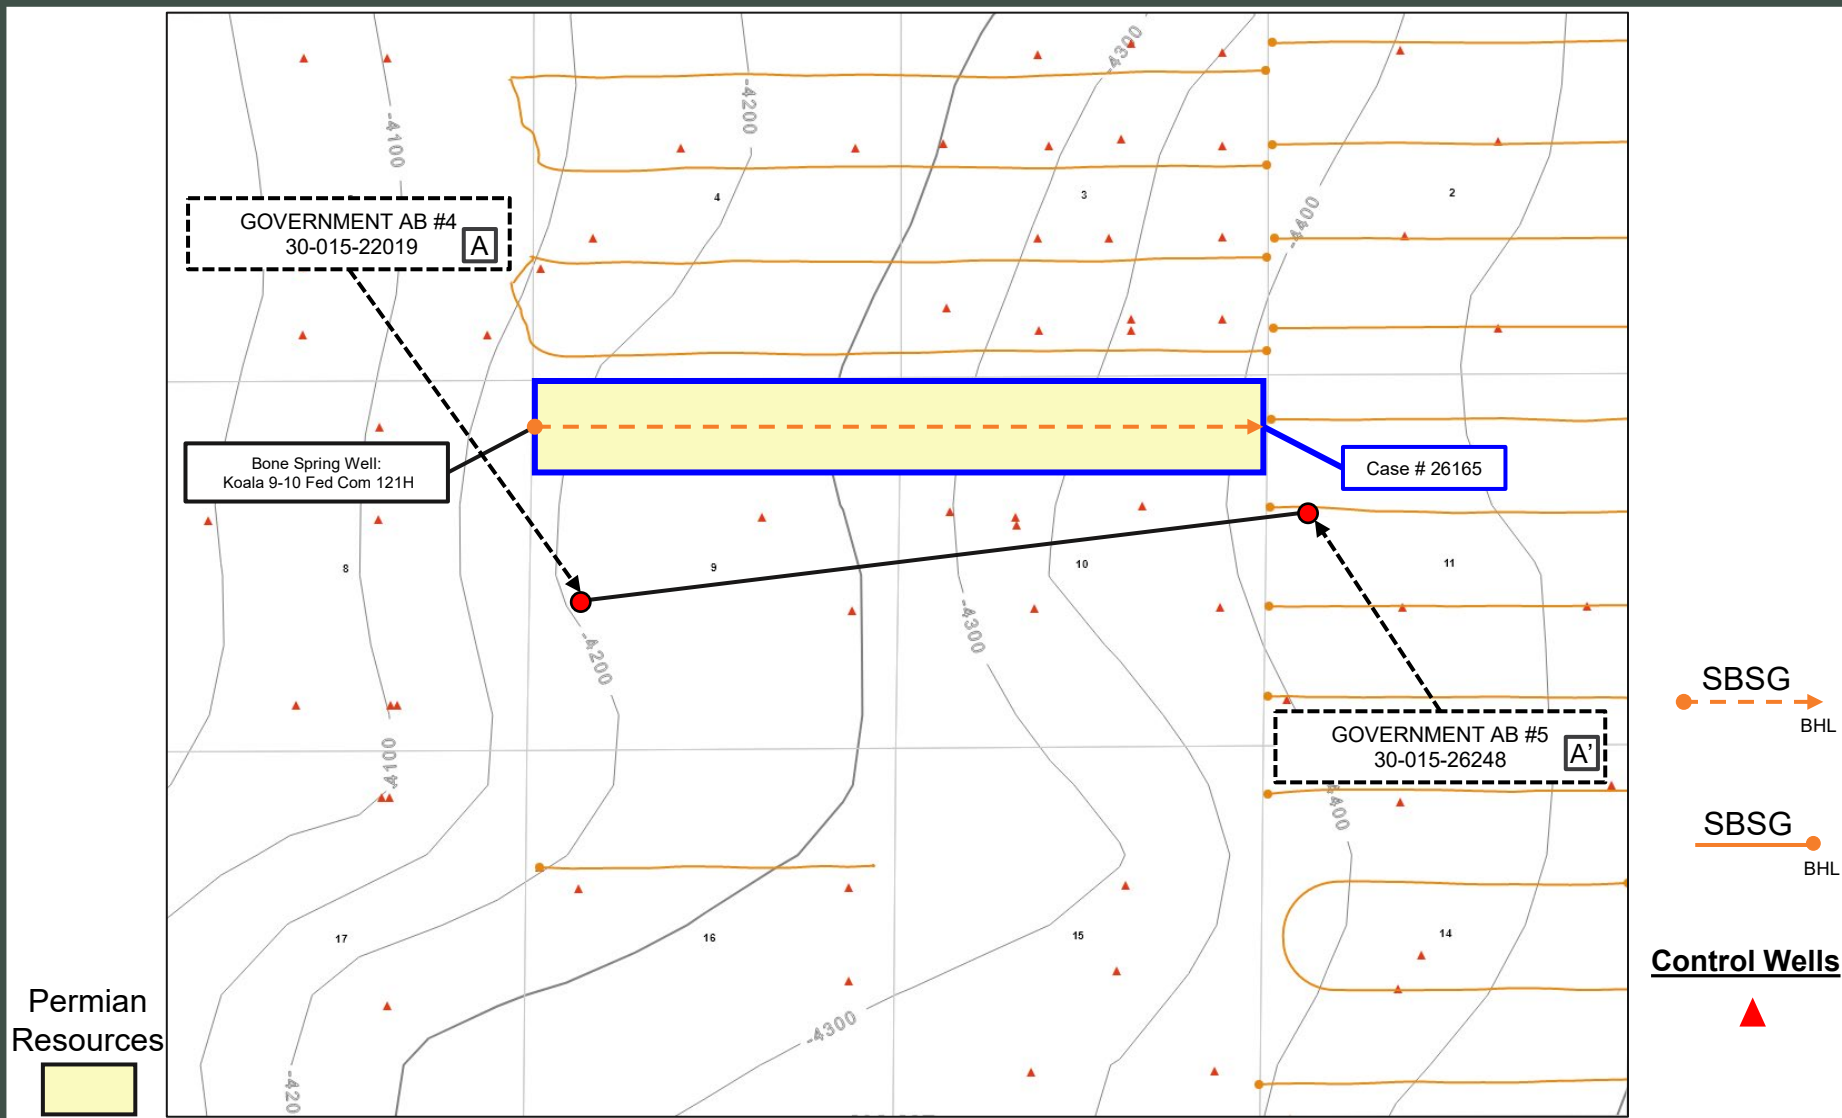 -4300
-4200
-4100
4
3
2
GOVERNMENT AB #4
30-015-22019
A
-4400
Bone Spring Well:
Koala 9-10 Fed Com 121H
Case # 26165
8
9
10
11
-4300
-4200
SBSG
BHL
GOVERNMENT AB #5
30-015-26248
A'
-4100
4400
SBSG
BHL
17
16
15
14
Control Wells
Permian
Resources
-4300
-420